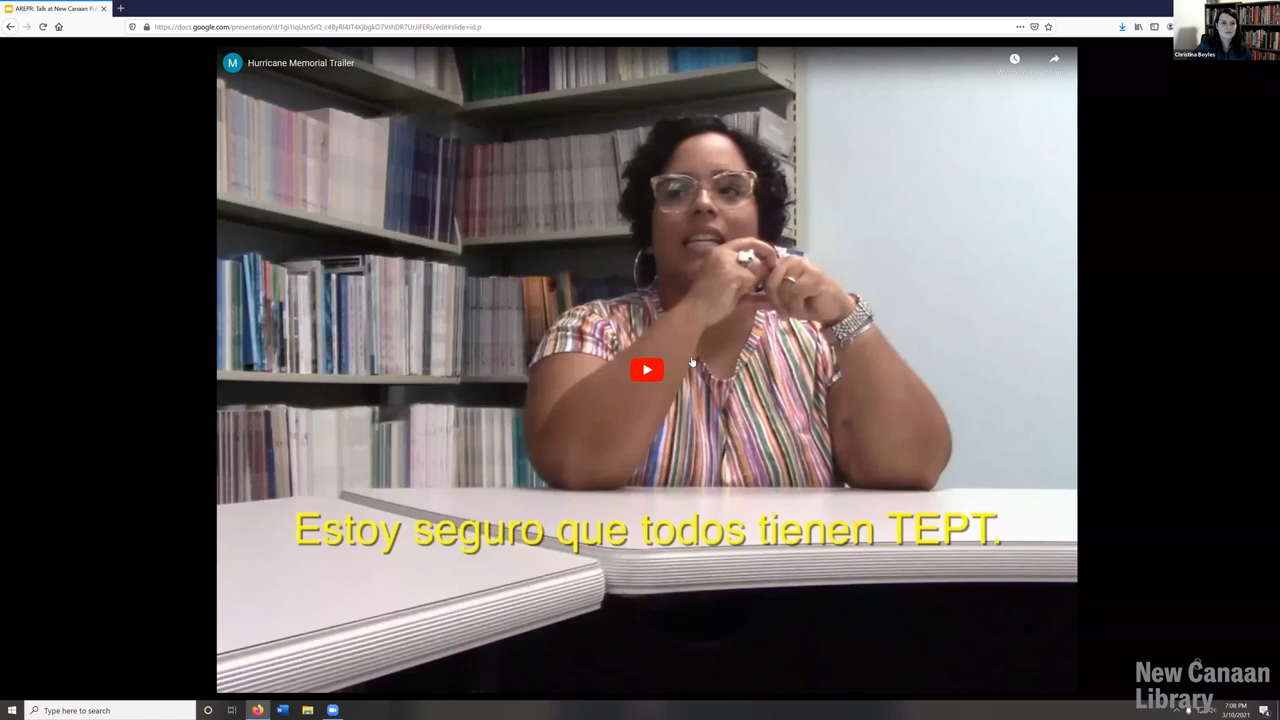 AREPR: Talk at New Canaan Pu
Christina Boyles
Hurricane Memorial Trailer
Estoy seguro que todos tienen TEPT.
New Canaan
Library
Type here to search
7:08 PM
3/10/2021